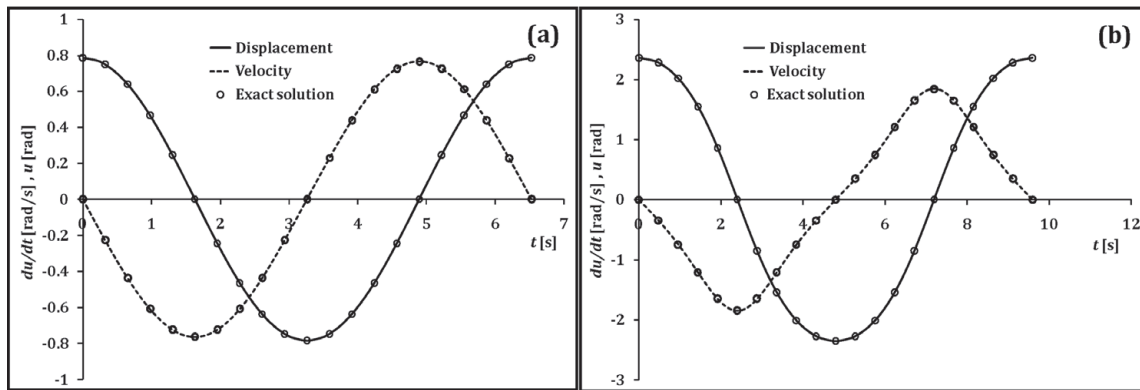 (a)
Displacement
Velocity
Exact solution
du/dt [rad/s] , u [rad]
1
0.8
0.6
0.4
0.2
0
-0.2
-0.4
-0.6
-0.8
-1
0 1 2 3 4 5 6 7
t [s]
(b)
Displacement
Velocity
Exact solution
du/dt [rad/s] , u [rad]
3
2
1
0
-1
-2
-3
0 2 4 6 8 10 12
t [s]